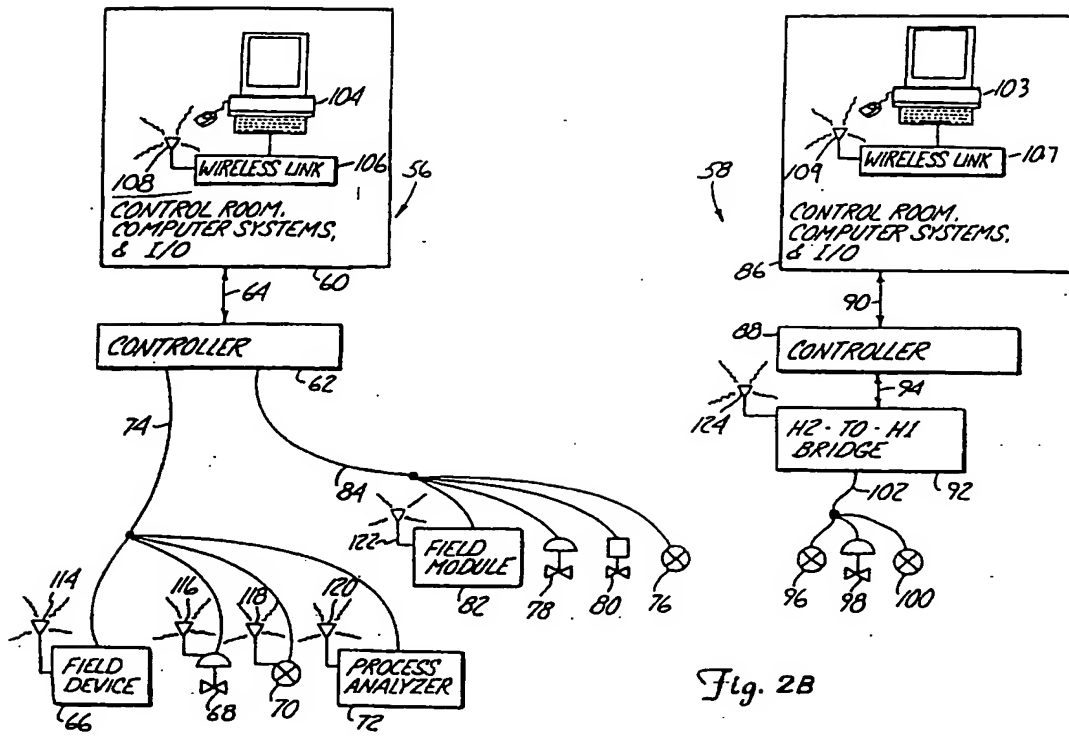 104
108
WIRELESS LINK
106
56
CONTROL ROOM,
COMPUTER SYSTEMS,
& I/O
60
64
CONTROLLER
62
74
84
114
116
118
120
122
FIELD
DEVICE
66
68
70
PROCESS
ANALYZER
72
FIELD
MODULE
82
78
80
76
103
109
WIRELESS LINK
107
58
CONTROL ROOM,
COMPUTER SYSTEMS,
& I/O
86
90
88
CONTROLLER
94
124
H2-TO-H1
BRIDGE
92
102
96
98
100
Fig. 2B